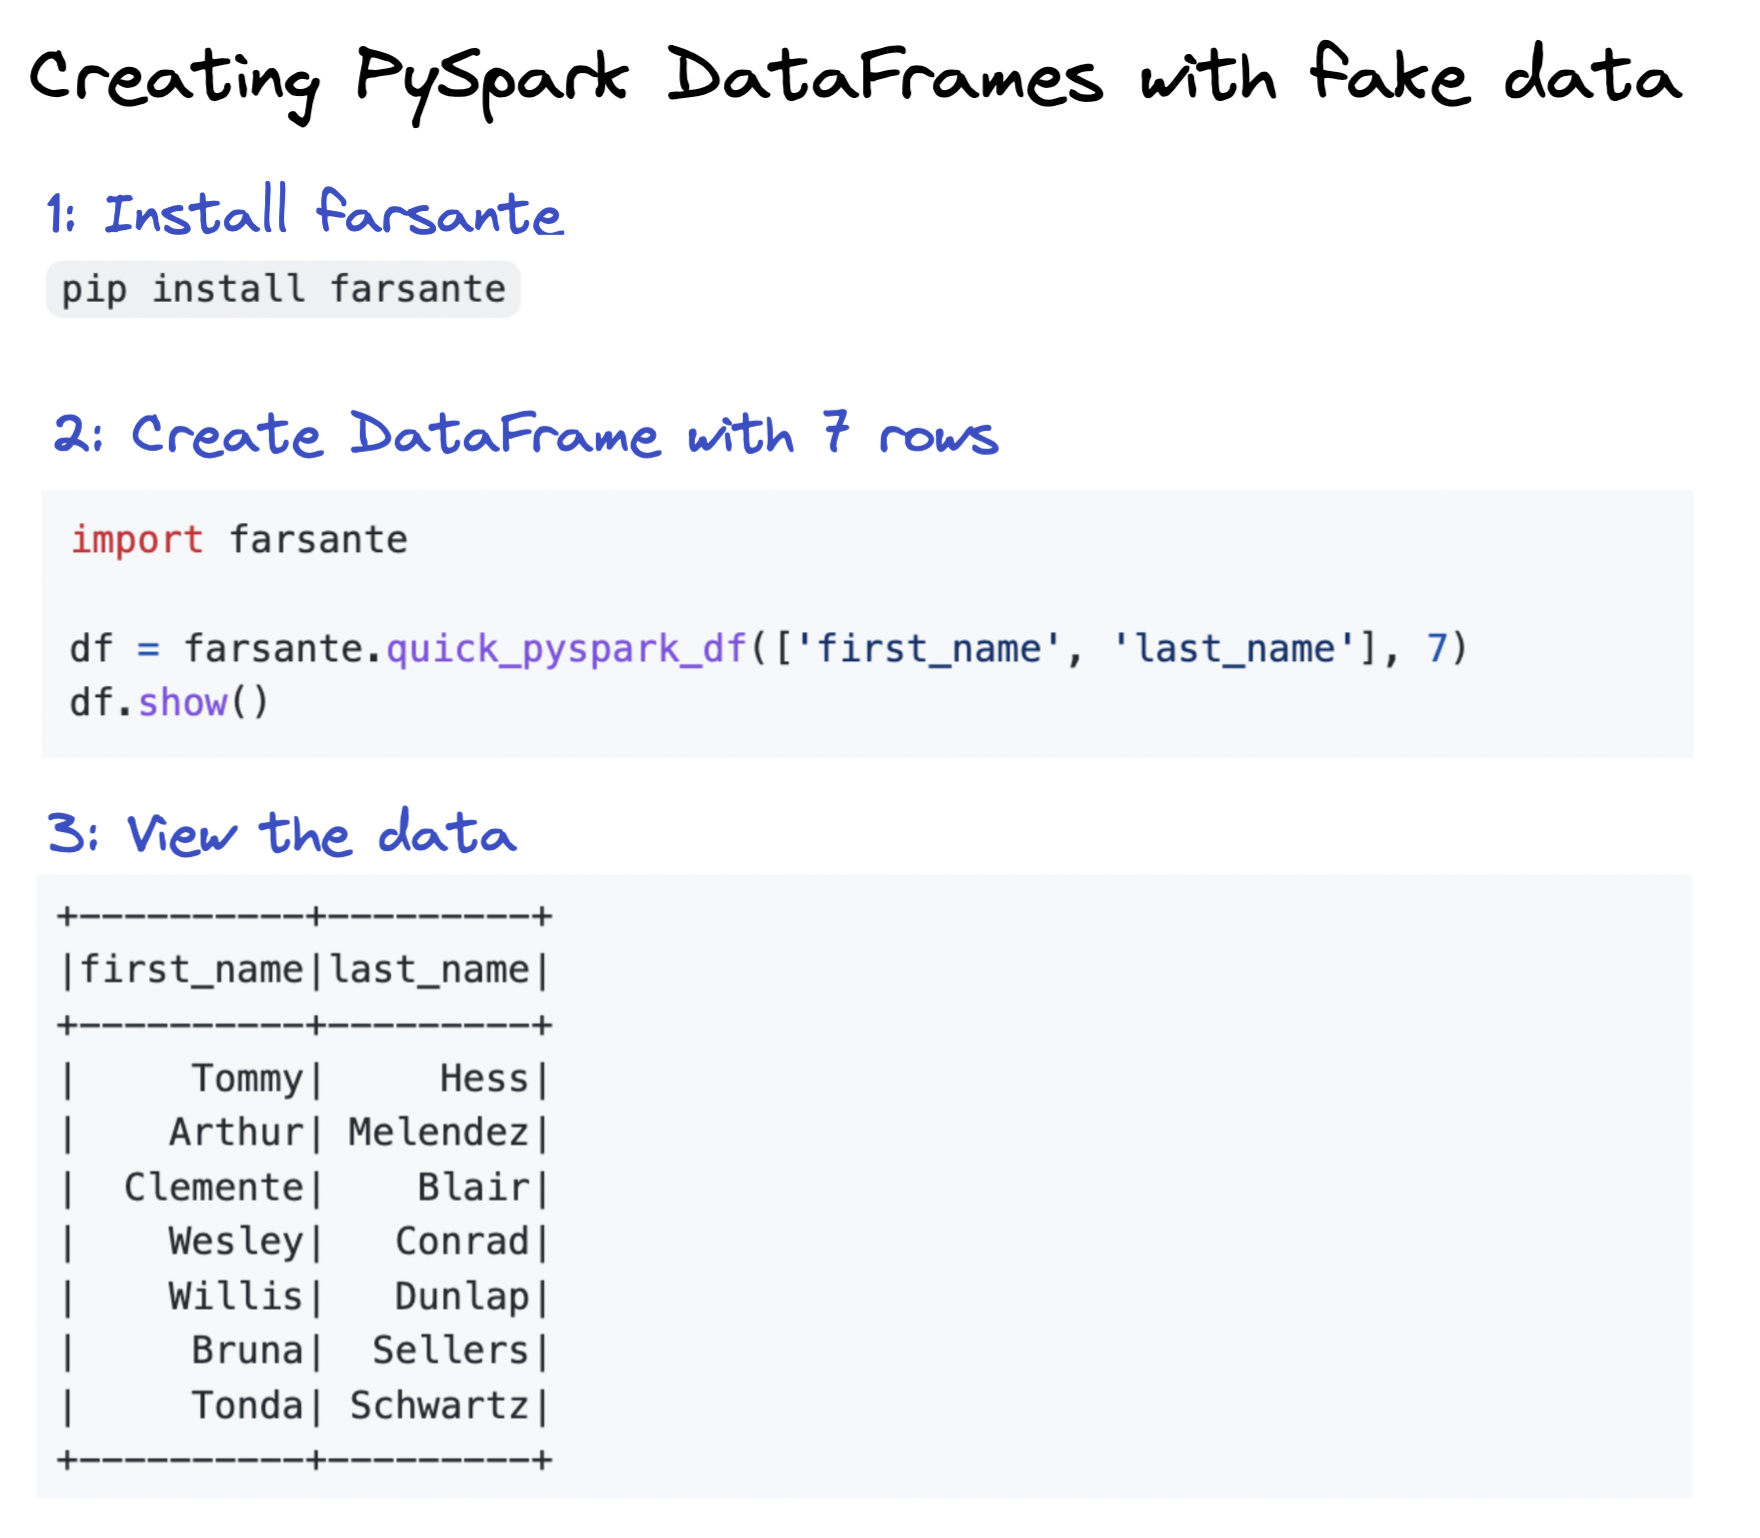 Creating PySpark DataFrames with fake data
1: Install farsante
pip install farsante
2: Create DataFrame with 7 rows
import farsante
df = farsante.quick_pyspark_df(['first_name', 'last_name'], 7)
df.show()
3: View the data
+----------+---------+
|first_name|last_name|
+----------+---------+
|     Tommy|     Hess|
|    Arthur| Melendez|
|  Clemente|    Blair|
|    Wesley|   Conrad|
|    Willis|   Dunlap|
|     Bruna|  Sellers|
|     Tonda| Schwartz|
+----------+---------+